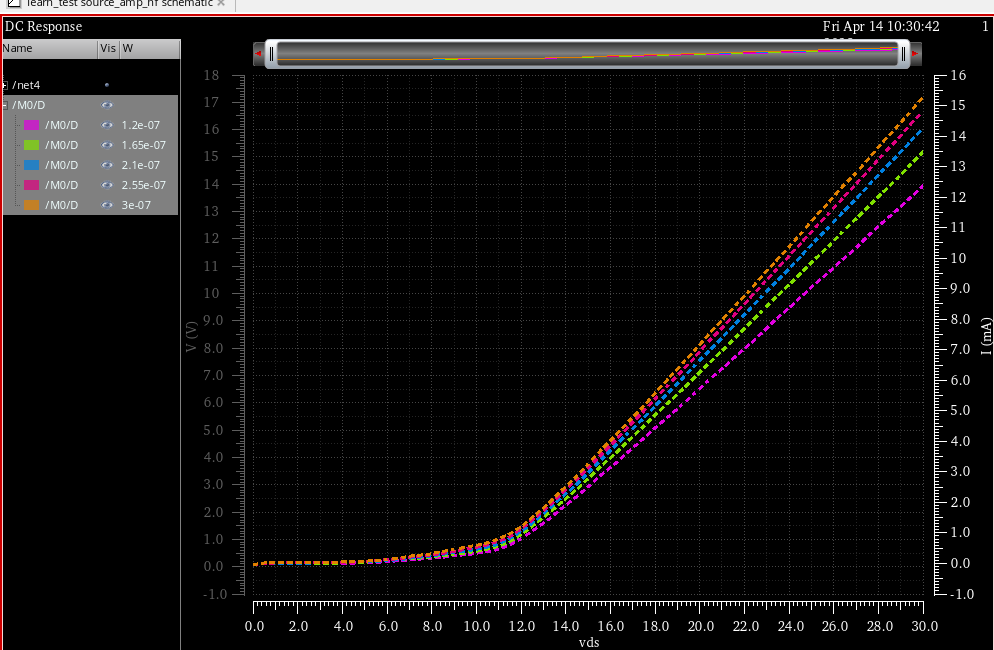 learn_test source_amp_nf schematic
DC Response
Fri Apr 14 10:30:42 1
Name Vis W
/net4
/M0/D
/M0/D 1.2e-07
/M0/D 1.65e-07
/M0/D 2.1e-07
/M0/D 2.55e-07
/M0/D 3e-07
V (V)
18
17
16
15
14
13
12
11
10
9.0
8.0
7.0
6.0
5.0
4.0
3.0
2.0
1.0
0.0
-1.0
16
15
14
13
12
11
10
9.0
8.0
7.0
6.0
5.0
4.0
3.0
2.0
1.0
0.0
-1.0
I (mA)
0.0 2.0 4.0 6.0 8.0 10.0 12.0 14.0 16.0 18.0 20.0 22.0 24.0 26.0 28.0 30.0
vds